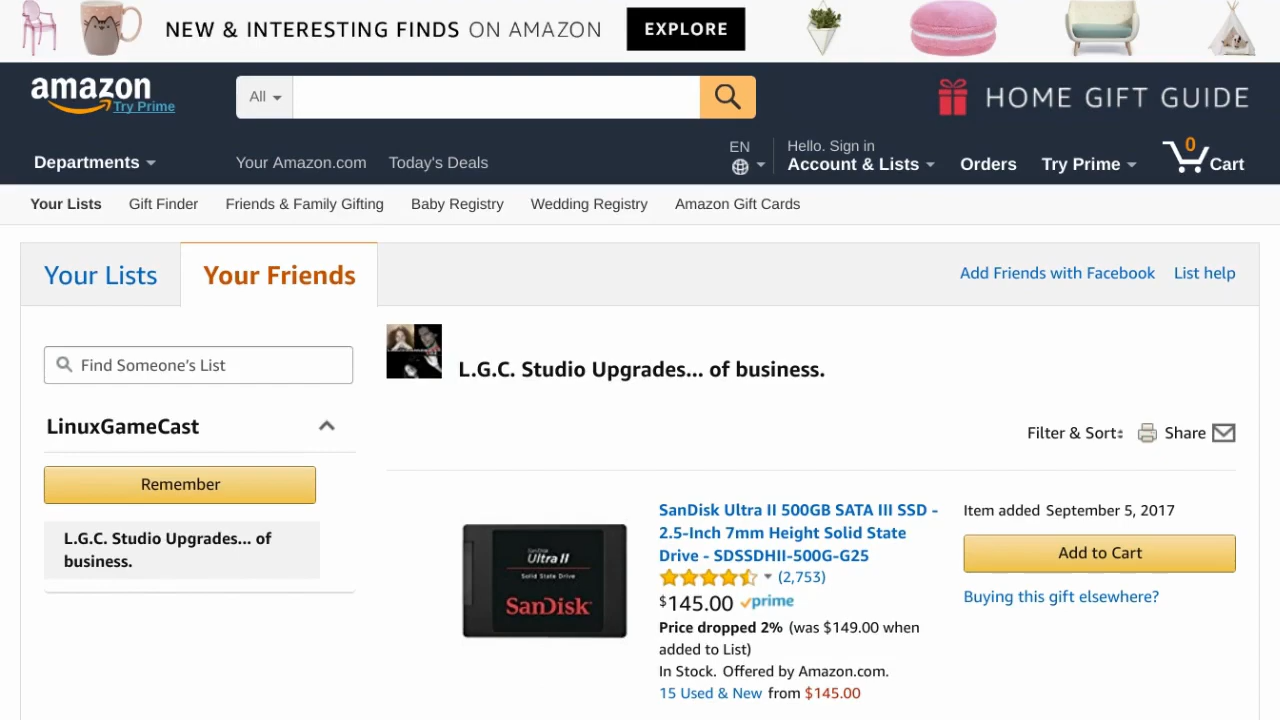 NEW & INTERESTING FINDS ON AMAZON EXPLORE
amazon
Try Prime
All
HOME GIFT GUIDE
Departments
Your Amazon.com Today's Deals
EN
Hello. Sign in
Account & Lists
Orders
Try Prime
0
Cart
Your Lists Gift Finder Friends & Family Gifting Baby Registry Wedding Registry Amazon Gift Cards
Your Lists Your Friends Add Friends with Facebook List help
Find Someone's List
L.G.C. Studio Upgrades... of business.
LinuxGameCast
Filter & Sort Share
Remember
L.G.C. Studio Upgrades... of
business.
SanDisk
Ultra II
Solid State Drive
SanDisk
SanDisk Ultra II 500GB SATA III SSD -
2.5-Inch 7mm Height Solid State
Drive - SDSSDHII-500G-G25
(2,753)
$145.00 prime
Price dropped 2% (was $149.00 when
added to List)
In Stock. Offered by Amazon.com.
15 Used & New from $145.00
Item added September 5, 2017
Add to Cart
Buying this gift elsewhere?